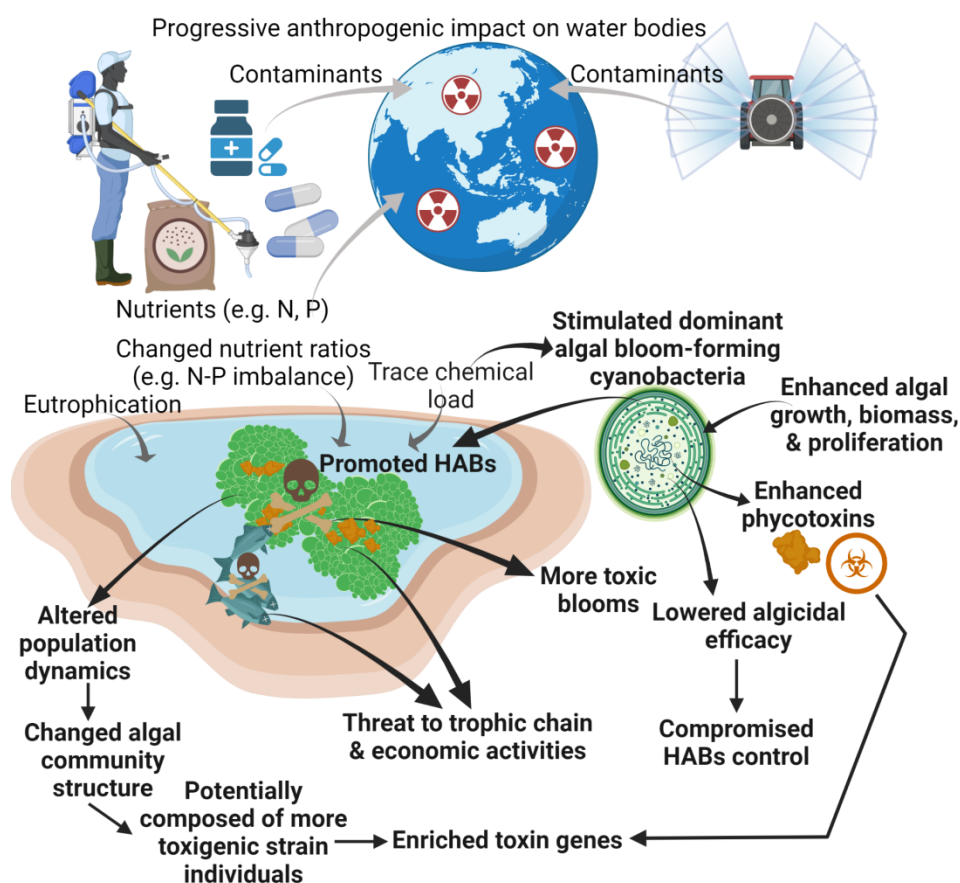 Progressive anthropogenic impact on water bodies
Contaminants
Contaminants
Nutrients (e.g. N, P)
Changed nutrient ratios
(e.g. N-P imbalance)
Trace chemical
load
Eutrophication
Stimulated dominant
algal bloom-forming
cyanobacteria
Enhanced algal
growth, biomass,
& proliferation
Promoted HABs
Enhanced
phycotoxins
More toxic
blooms
Lowered algicidal
efficacy
Altered
population
dynamics
Threat to trophic chain
& economic activities
Compromised
HABs control
Changed algal
community
structure
Potentially
composed of more
toxigenic strain
individuals
Enriched toxin genes